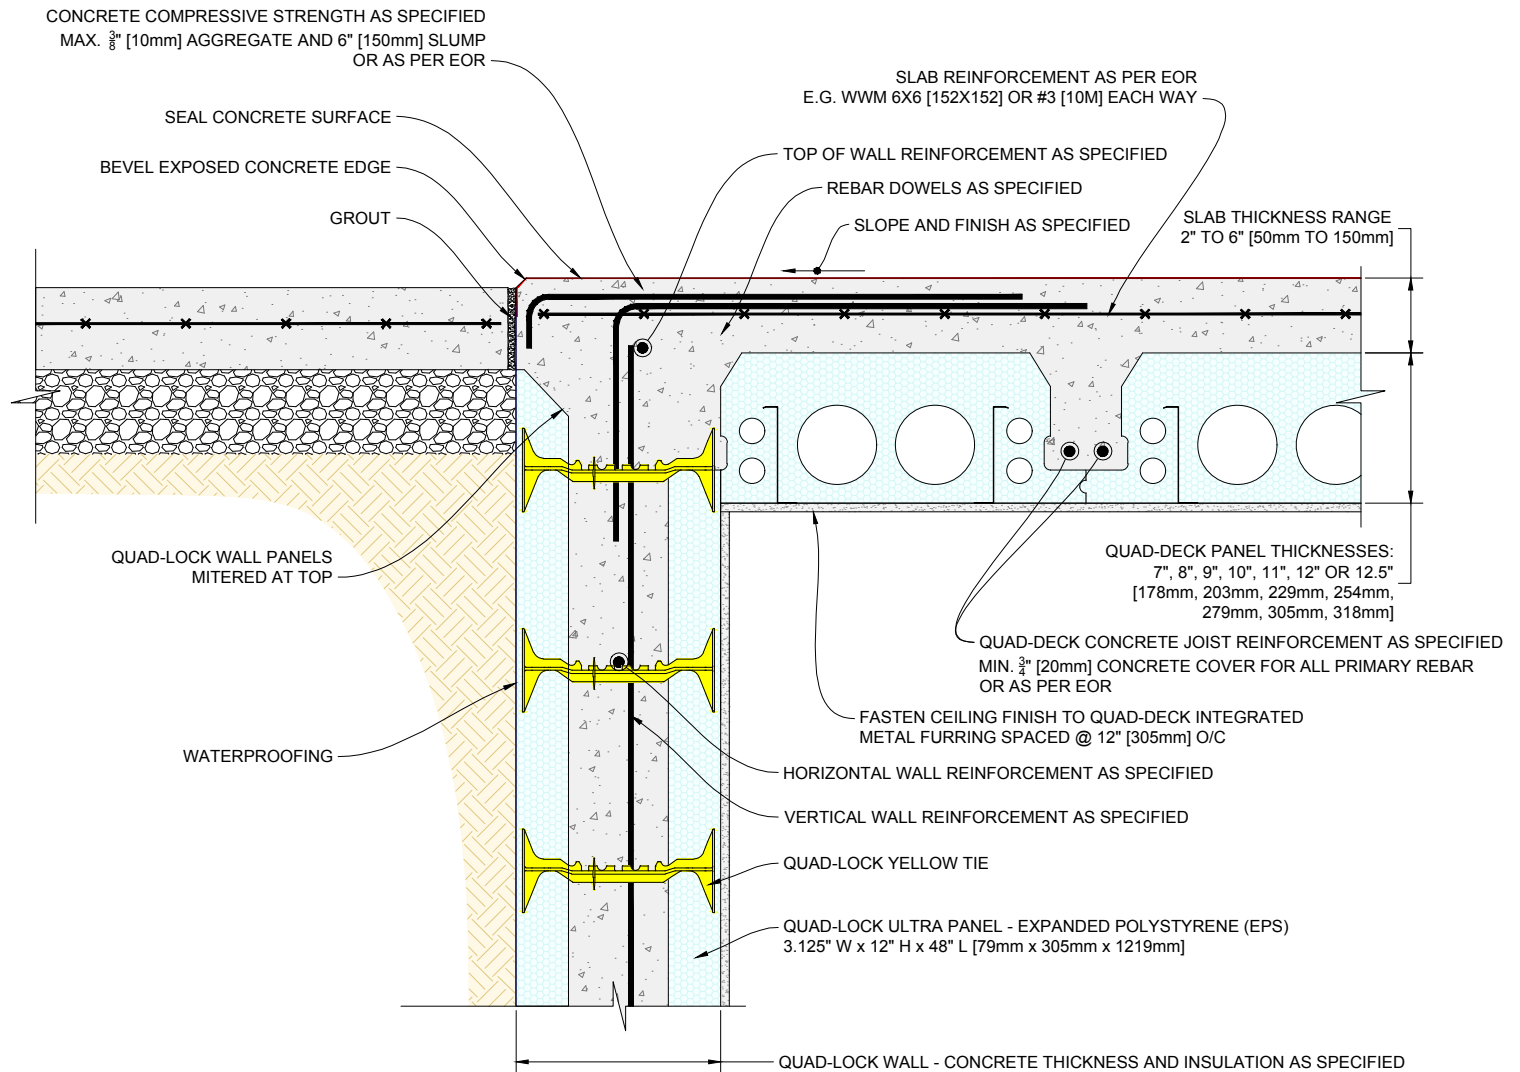 CONCRETE COMPRESSIVE STRENGTH AS SPECIFIED
MAX. 3/8" [10mm] AGGREGATE AND 6" [150mm] SLUMP
OR AS PER EOR
SLAB REINFORCEMENT AS PER EOR
E.G. WWM 6X6 [152X152] OR #3 [10M] EACH WAY
SEAL CONCRETE SURFACE
TOP OF WALL REINFORCEMENT AS SPECIFIED
BEVEL EXPOSED CONCRETE EDGE
REBAR DOWELS AS SPECIFIED
GROUT
SLOPE AND FINISH AS SPECIFIED
SLAB THICKNESS RANGE
2" TO 6" [50mm TO 150mm]
QUAD-LOCK WALL PANELS
MITERED AT TOP
QUAD-DECK PANEL THICKNESSES:
7", 8", 9", 10", 11", 12" OR 12.5"
[178mm, 203mm, 229mm, 254mm,
279mm, 305mm, 318mm]
QUAD-DECK CONCRETE JOIST REINFORCEMENT AS SPECIFIED
MIN. 3/4" [20mm] CONCRETE COVER FOR ALL PRIMARY REBAR
OR AS PER EOR
FASTEN CEILING FINISH TO QUAD-DECK INTEGRATED
METAL FURRING SPACED @ 12" [305mm] O/C
WATERPROOFING
HORIZONTAL WALL REINFORCEMENT AS SPECIFIED
VERTICAL WALL REINFORCEMENT AS SPECIFIED
QUAD-LOCK YELLOW TIE
QUAD-LOCK ULTRA PANEL - EXPANDED POLYSTYRENE (EPS)
3.125" W x 12" H x 48" L [79mm x 305mm x 1219mm]
QUAD-LOCK WALL - CONCRETE THICKNESS AND INSULATION AS SPECIFIED